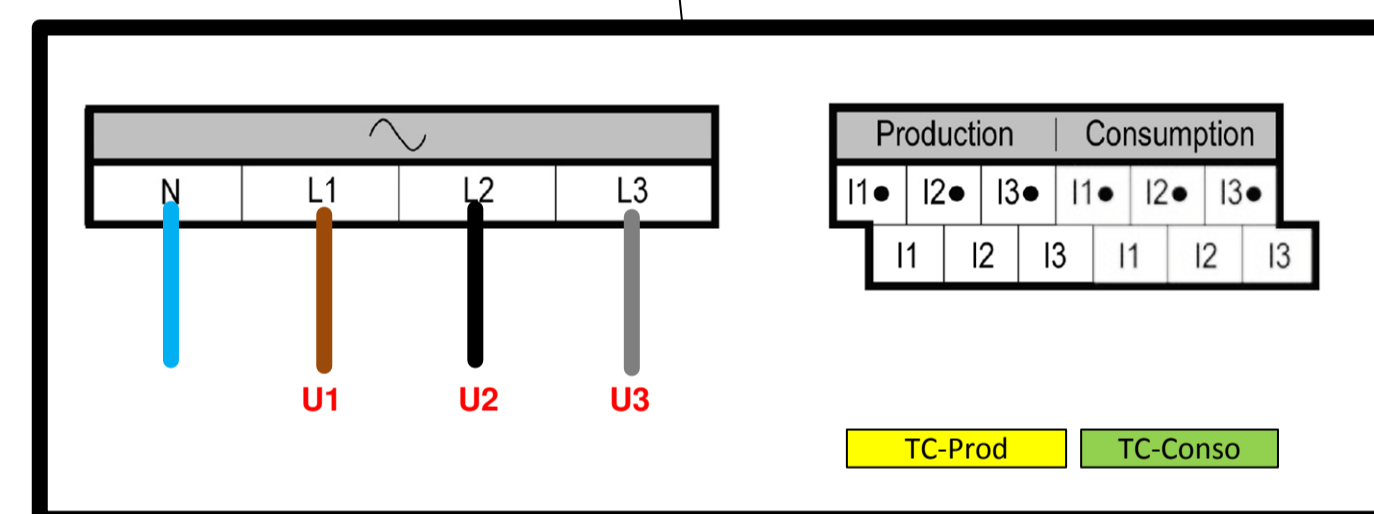 N L1 L2 L3
U1 U2 U3
Production | Consumption
I1● I2● I3● I1● I2● I3●
I1 I2 I3 I1 I2 I3
TC-Prod TC-Conso